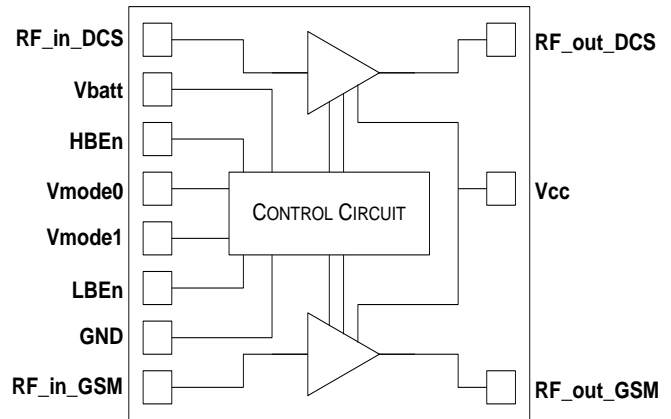 RF_in_DCS
RF_out_DCS
Vbatt
HBEn
Vmode0
Vcc
CONTROL CIRCUIT
Vmode1
LBEn
GND
RF_in_GSM
RF_out_GSM